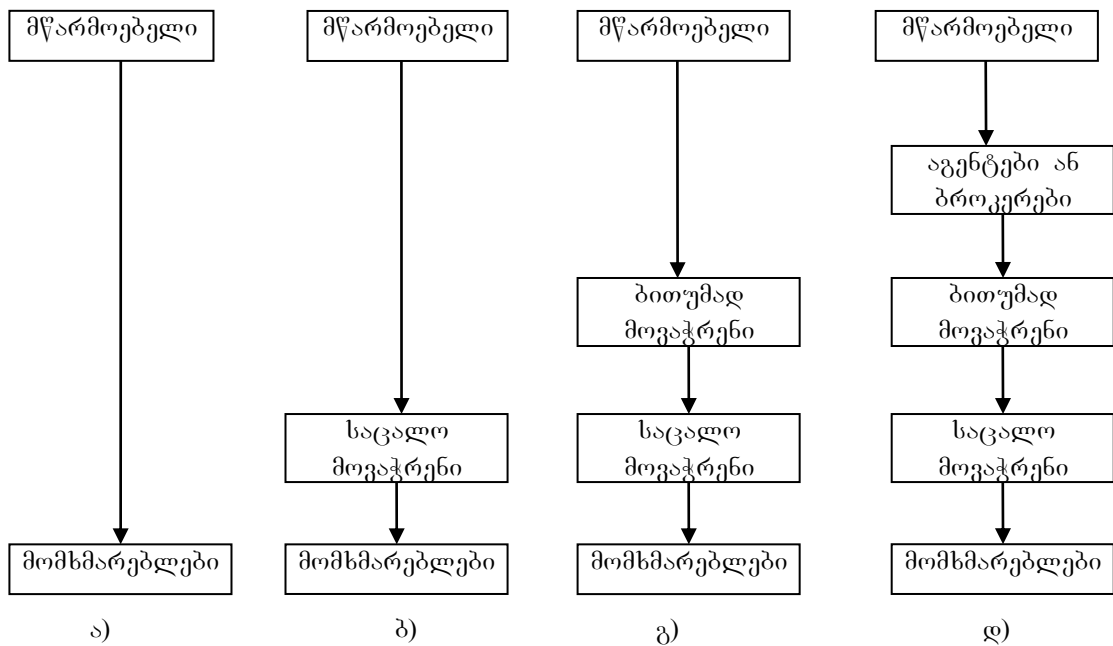 მწარმოებელი
მომხმარებლები
ა)
მწარმოებელი
საცალო
მოვაჭრენი
მომხმარებლები
ბ)
მწარმოებელი
ბითუმად
მოვაჭრენი
საცალო
მოვაჭრენი
მომხმარებლები
გ)
მწარმოებელი
აგენტები ან
ბროკერები
ბითუმად
მოვაჭრენი
საცალო
მოვაჭრენი
მომხმარებლები
დ)